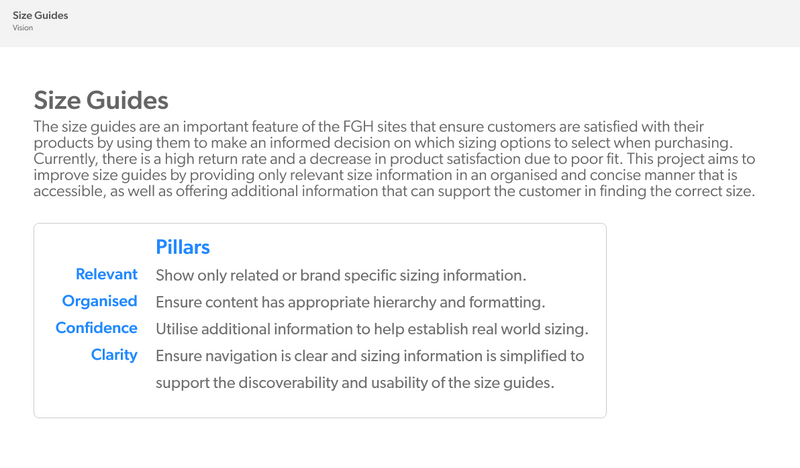 Size Guides
Vision
Size Guides
The size guides are an important feature of the FGH sites that ensure customers are satisfied with their
products by using them to make an informed decision on which sizing options to select when purchasing.
Currently, there is a high return rate and a decrease in product satisfaction due to poor fit. This project aims to
improve size guides by providing only relevant size information in an organised and concise manner that is
accessible, as well as offering additional information that can support the customer in finding the correct size.
Pillars
Relevant Show only related or brand specific sizing information.
Organised Ensure content has appropriate hierarchy and formatting.
Confidence Utilise additional information to help establish real world sizing.
Clarity Ensure navigation is clear and sizing information is simplified to
support the discoverability and usability of the size guides.